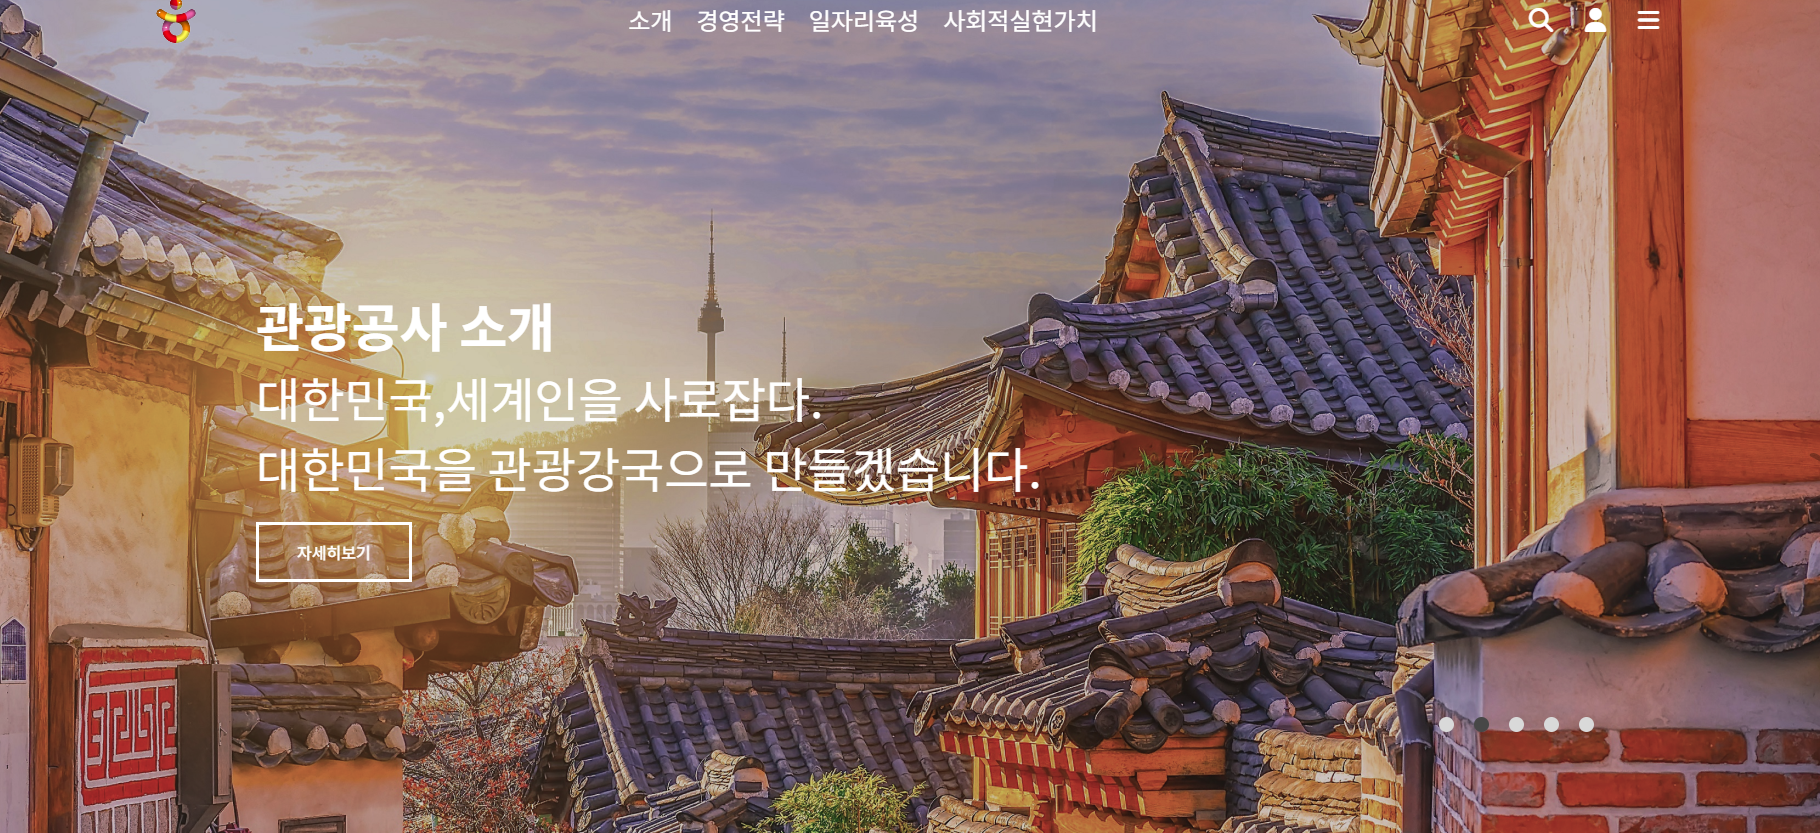 소개 경영전략 일자리육성 사회적실현가치
관광공사 소개
대한민국,세계인을 사로잡다.
대한민국을 관광강국으로 만들겠습니다.
자세히보기